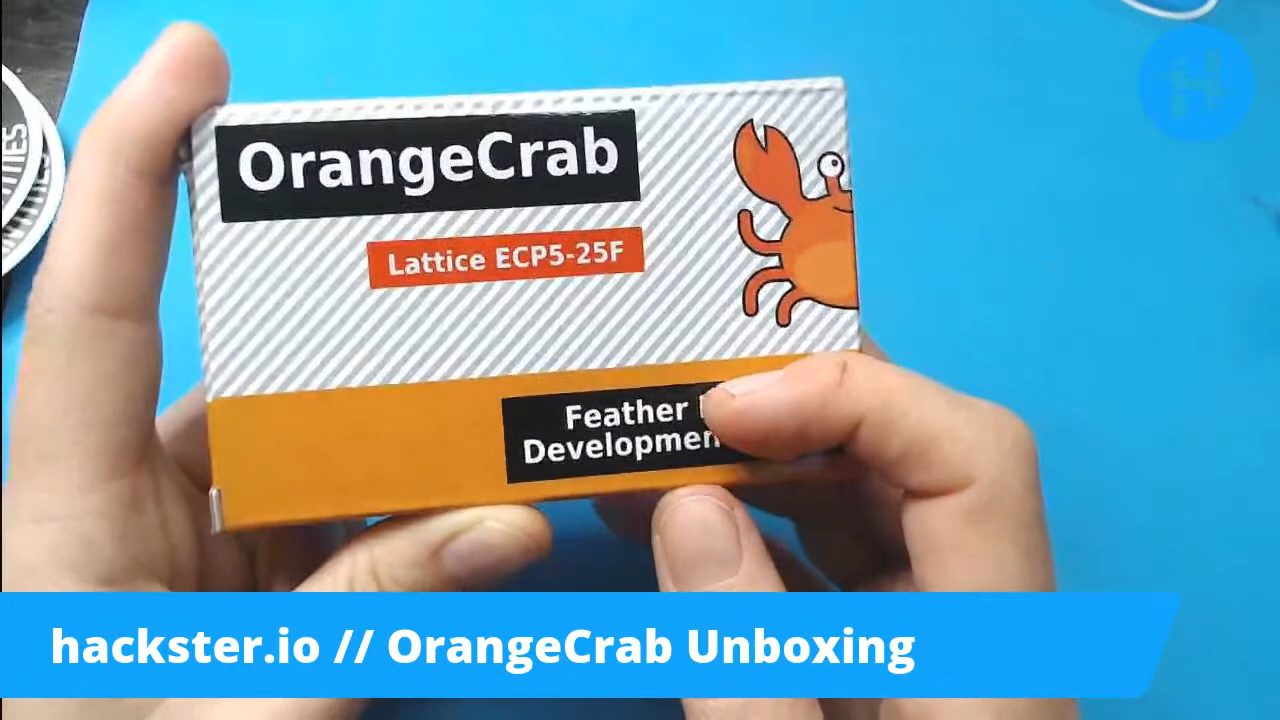 OrangeCrab
Lattice ECP5-25F
Feather
Developmen
hackster.io // OrangeCrab Unboxing